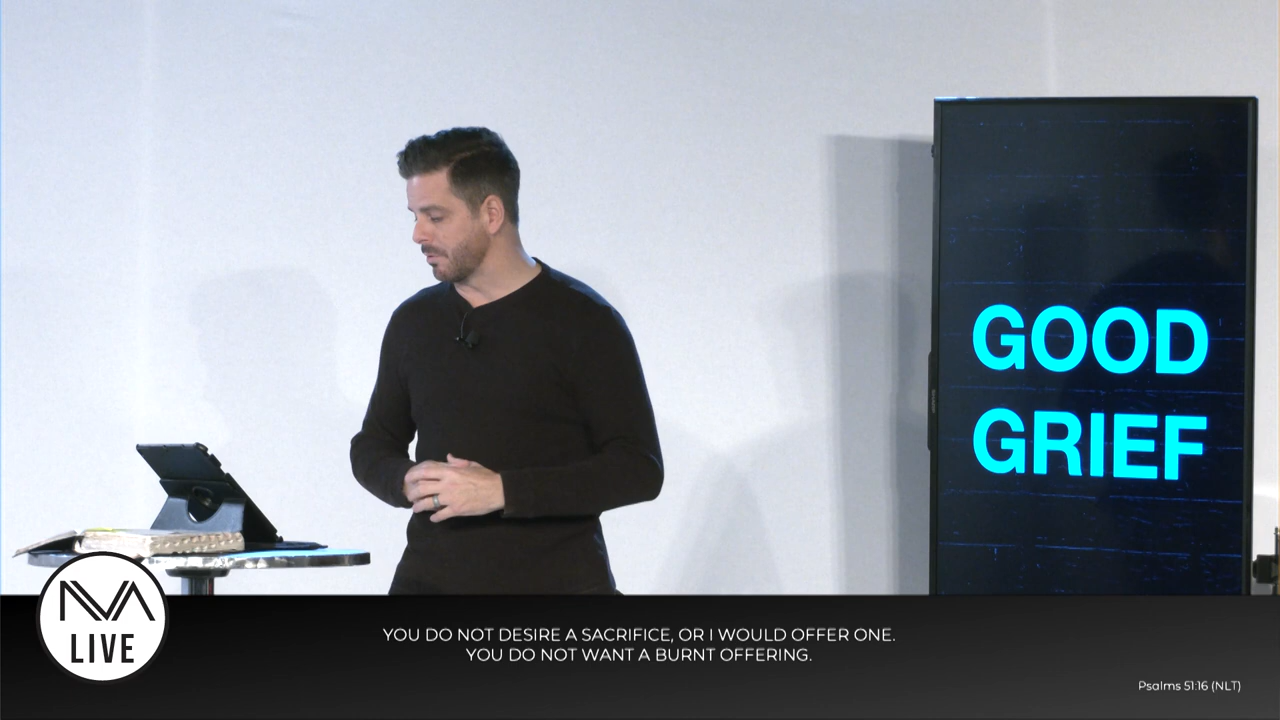 GOOD
GRIEF
NVA
LIVE
YOU DO NOT DESIRE A SACRIFICE, OR I WOULD OFFER ONE.
YOU DO NOT WANT A BURNT OFFERING.
Psalms 51:16 (NLT)